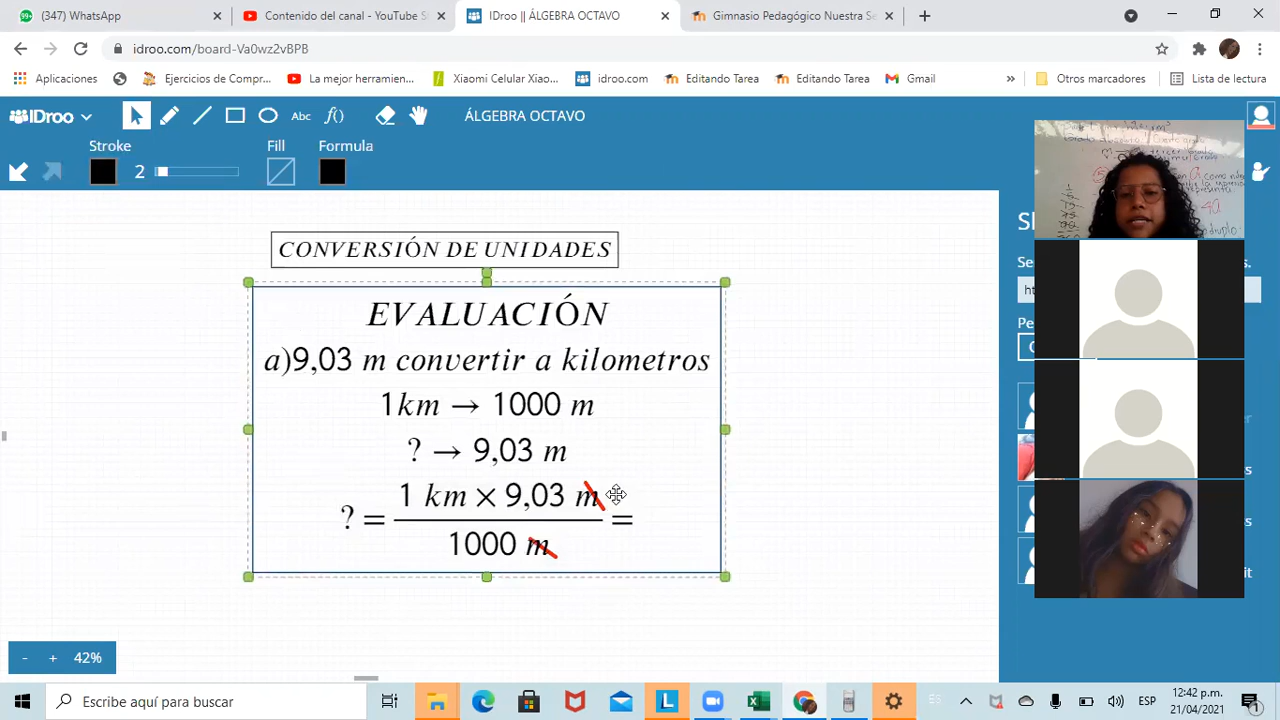 (347) WhatsApp
Contenido del canal - YouTube S
IDroo || ÁLGEBRA OCTAVO
Gimnasio Pedagógico Nuestra Se
idroo.com/board-Va0wz2vBPB
Aplicaciones
Ejercicios de Compr...
La mejor herramien...
Xiaomi Celular Xiao...
idroo.com
Editando Tarea
Editando Tarea
Gmail
»
Otros marcadores
Lista de lectura
IDroo
Abc
f()
ÁLGEBRA OCTAVO
Stroke
2
Fill
Formula
CONVERSIÓN DE UNIDADES
EVALUACIÓN
a)9,03 m convertir a kilometros
1km → 1000 m
? → 9,03 m
? = 1 km × 9,03 m / 1000 m =
- + 42%
Escribe aquí para buscar
ESP
12:42 p.m.
21/04/2021